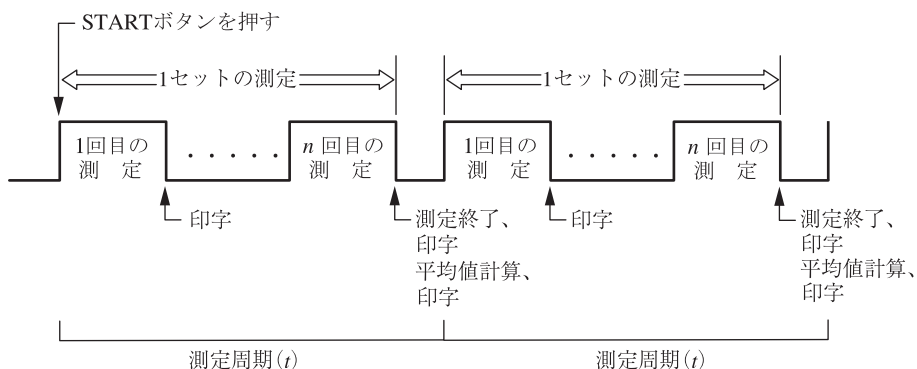 STARTボタンを押す
1セットの測定
1セットの測定
1回目の
測 定
・・・・・
n 回目の
測 定
1回目の
測 定
・・・・・
n 回目の
測 定
印字
測定終了、
印字
平均値計算、
印字
印字
測定終了、
印字
平均値計算、
印字
測定周期(t)
測定周期(t)